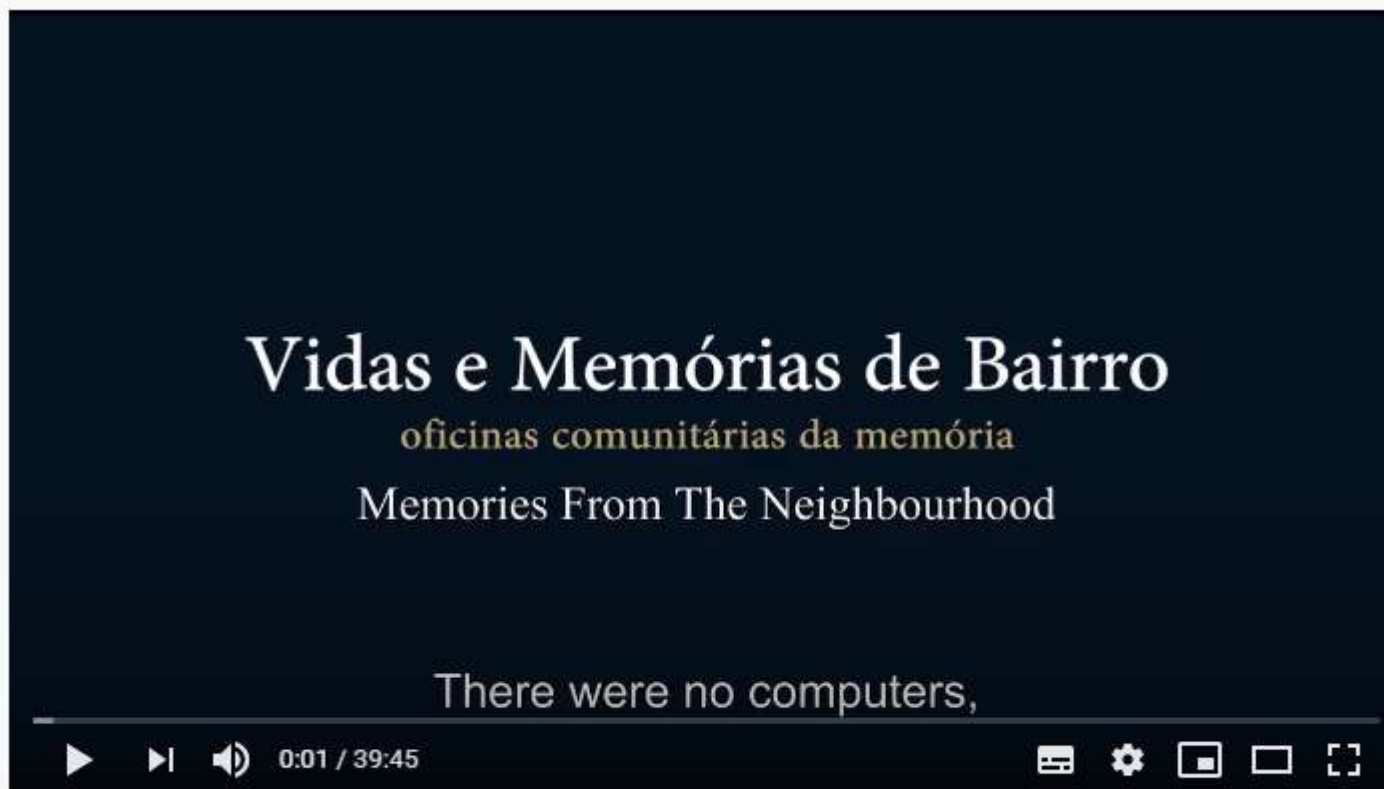 Vidas e Memórias de Bairro
oficinas comunitárias da memória
Memories From The Neighbourhood
There were no computers,
0:01 / 39:45